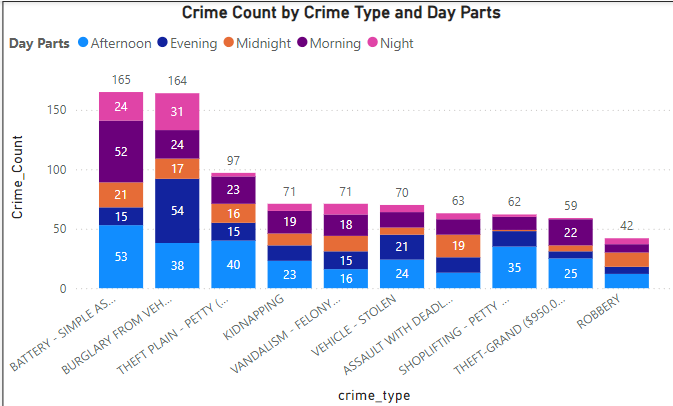 Crime Count by Crime Type and Day Parts
Day Parts Afternoon Evening Midnight Morning Night
165 164
150
24 31
97
52 24
100
17
71 71 70
21 23
63 62 59
54
16 19 18 22
42
50
15 15 21 19
15
53 38 40 35
23 24 25
16
0
BATTERY - SIMPLE AS...
BURGLARY FROM VEH...
THEFT PLAIN - PETTY (...
KIDNAPPING
VANDALISM - FELONY...
VEHICLE - STOLEN
ASSAULT WITH DEADL...
SHOPLIFTING - PETTY ...
THEFT-GRAND ($950.0...
ROBBERY
Crime_Count
crime_type